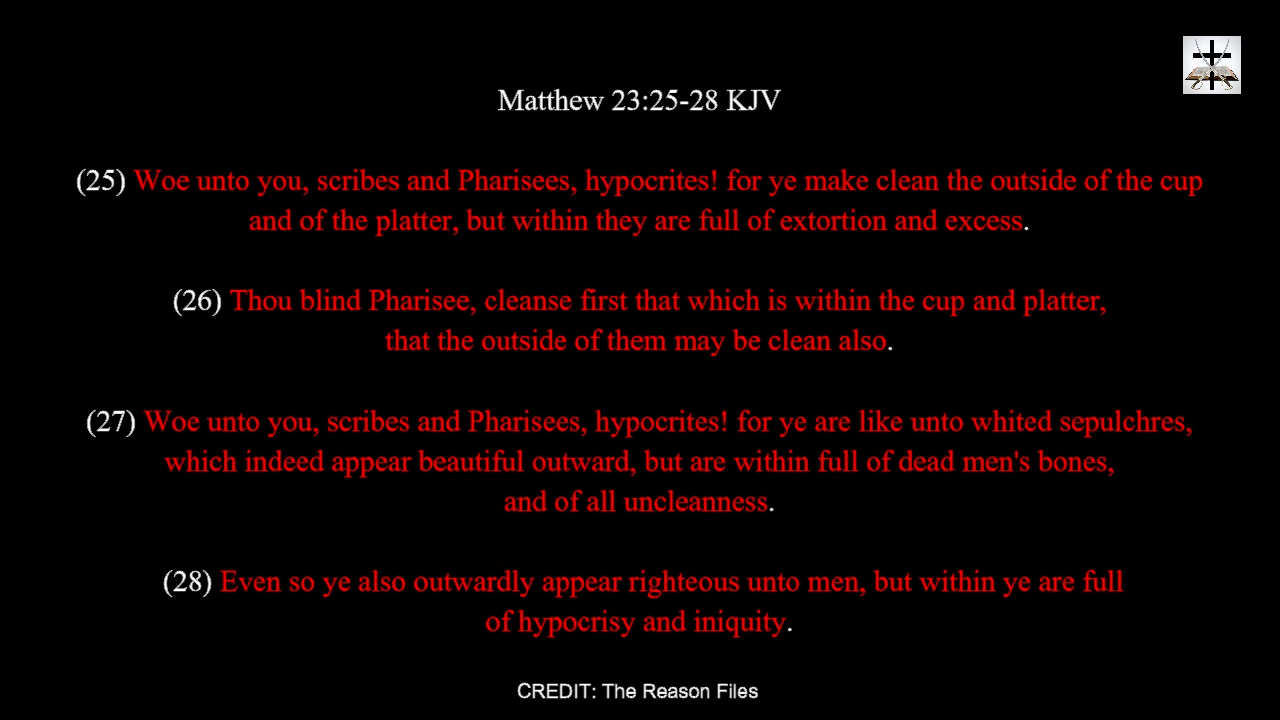 Matthew 23:25-28 KJV
(25) Woe unto you, scribes and Pharisees, hypocrites! for ye make clean the outside of the cup
and of the platter, but within they are full of extortion and excess.
(26) Thou blind Pharisee, cleanse first that which is within the cup and platter,
that the outside of them may be clean also.
(27) Woe unto you, scribes and Pharisees, hypocrites! for ye are like unto whited sepulchres,
which indeed appear beautiful outward, but are within full of dead men's bones,
and of all uncleanness.
(28) Even so ye also outwardly appear righteous unto men, but within ye are full
of hypocrisy and iniquity.
CREDIT: The Reason Files